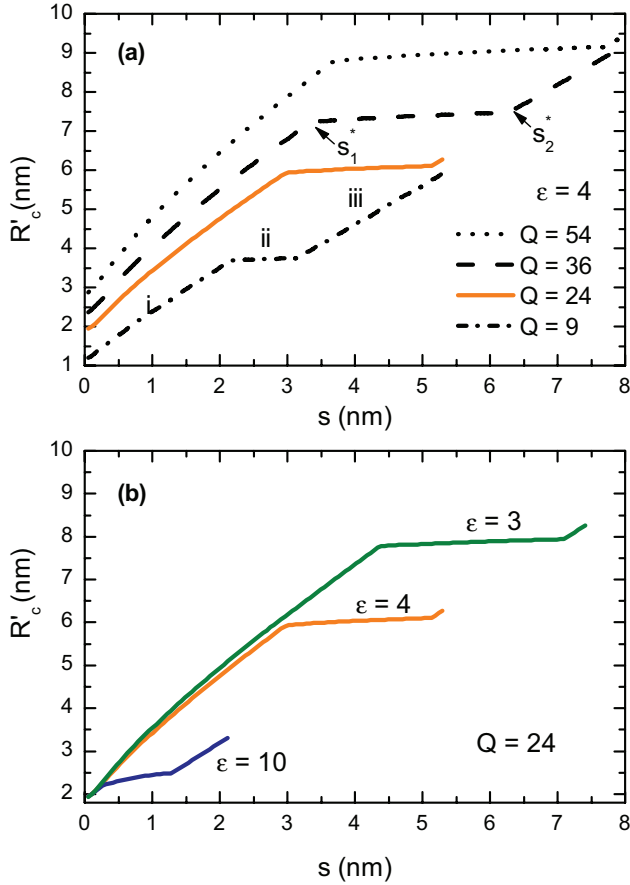 10
(a)
9
8
7
s₁*
s₂*
6
R'c (nm)
iii
ε = 4
5
ii
Q = 54
4
Q = 36
3
i
Q = 24
2
Q = 9
1
0 1 2 3 4 5 6 7 8
s (nm)
10
(b)
9
ε = 3
8
7
ε = 4
6
R'c (nm)
5
4
3
ε = 10
Q = 24
2
0 1 2 3 4 5 6 7 8
s (nm)